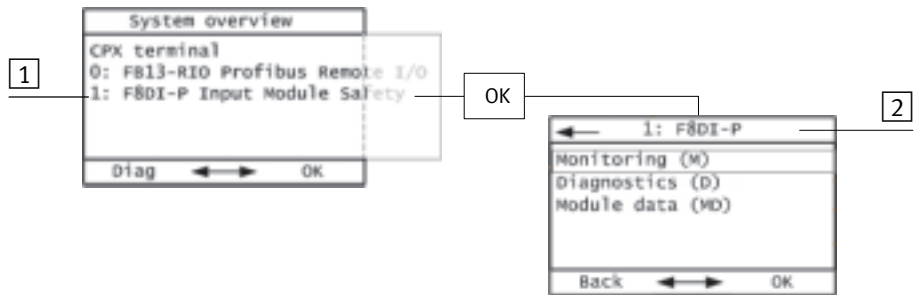 System overview
CPX terminal
0: FB13-RIO Profibus Remote I/O
1: F8DI-P Input Module Safety
Diag OK
1
OK
2
1: F8DI-P
Monitoring (M)
Diagnostics (D)
Module data (MD)
Back OK